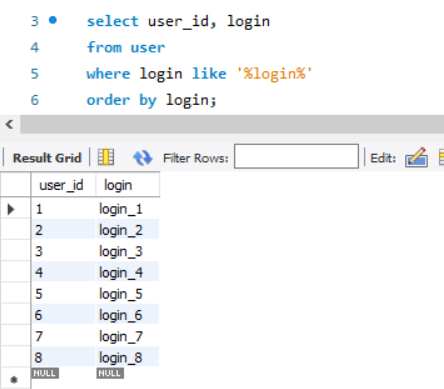 3 select user_id, login
4 from user
5 where login like '%login%'
6 order by login;
Result Grid Filter Rows: Edit:
user_id login
1 login_1
2 login_2
3 login_3
4 login_4
5 login_5
6 login_6
7 login_7
8 login_8
NULL NULL